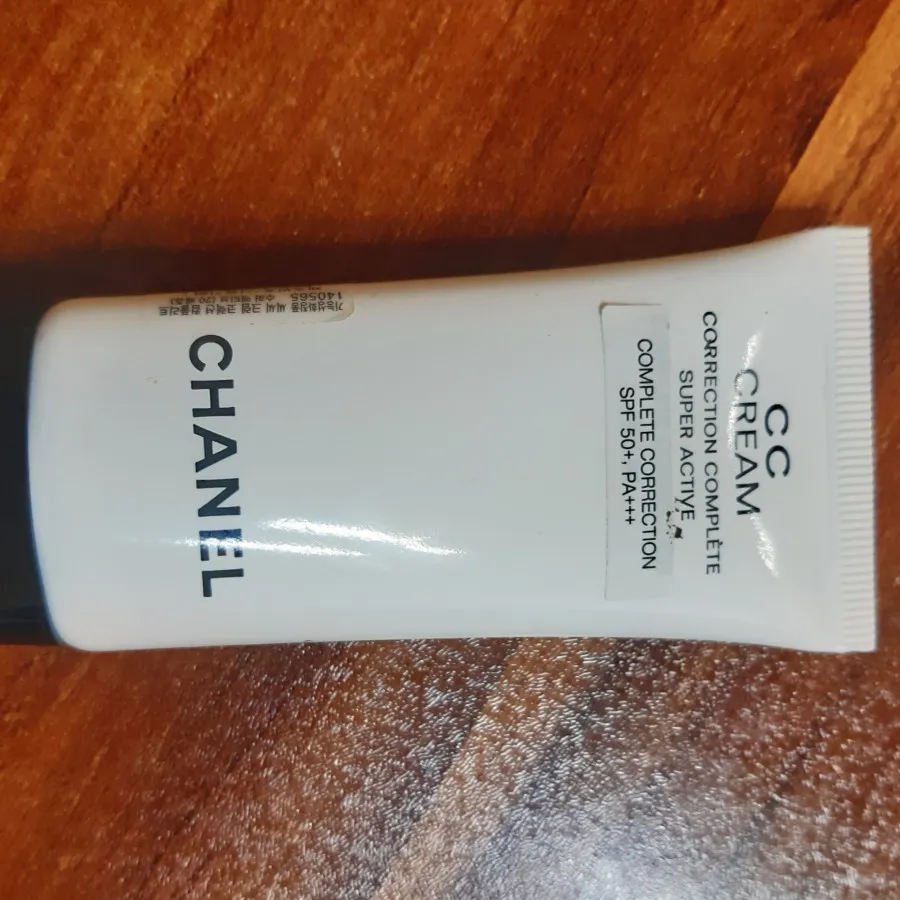 CC
CREAM
CORRECTION COMPLÈTE
SUPER ACTIVE
COMPLETE CORRECTION
SPF 50+, PA+++
CHANEL
140565